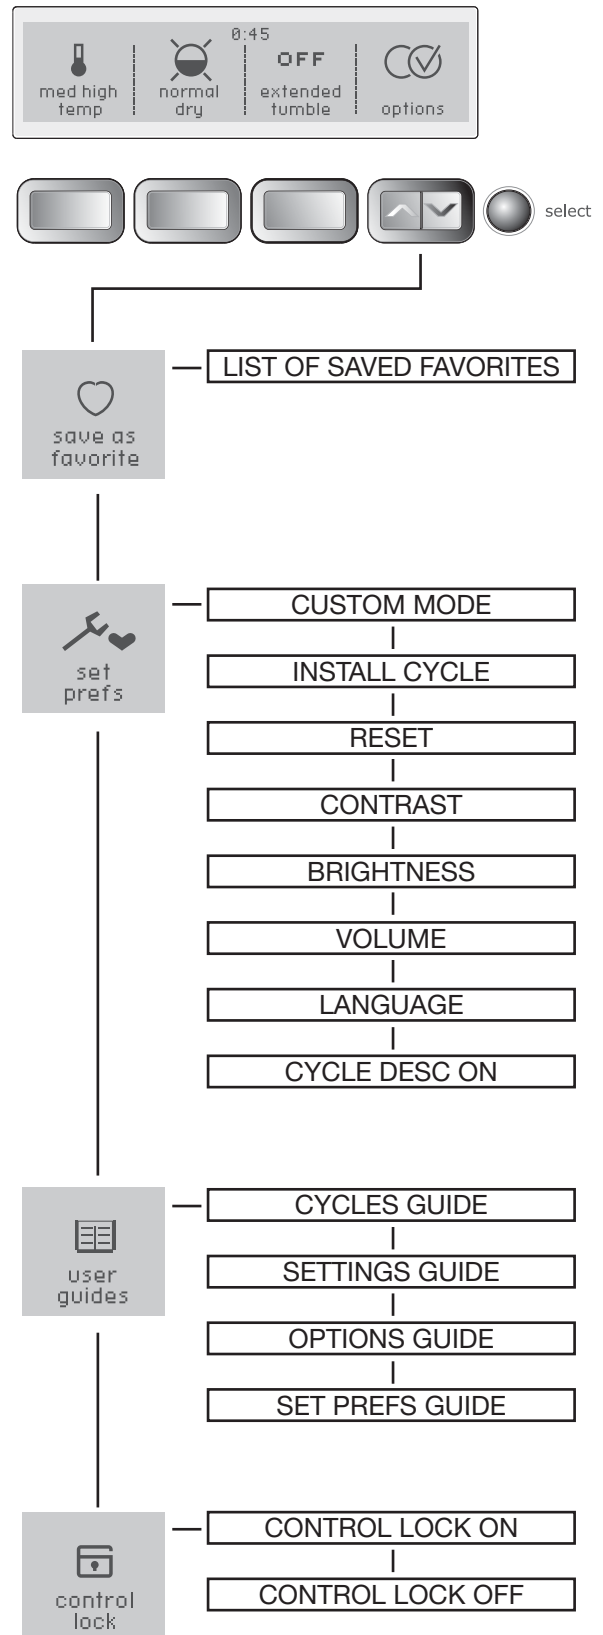 0:45
OFF
med high
temp
normal
dry
extended
tumble
options
select
LIST OF SAVED FAVORITES
save as
favorite
set
prefs
CUSTOM MODE
INSTALL CYCLE
RESET
CONTRAST
BRIGHTNESS
VOLUME
LANGUAGE
CYCLE DESC ON
user
guides
CYCLES GUIDE
SETTINGS GUIDE
OPTIONS GUIDE
SET PREFS GUIDE
control
lock
CONTROL LOCK ON
CONTROL LOCK OFF